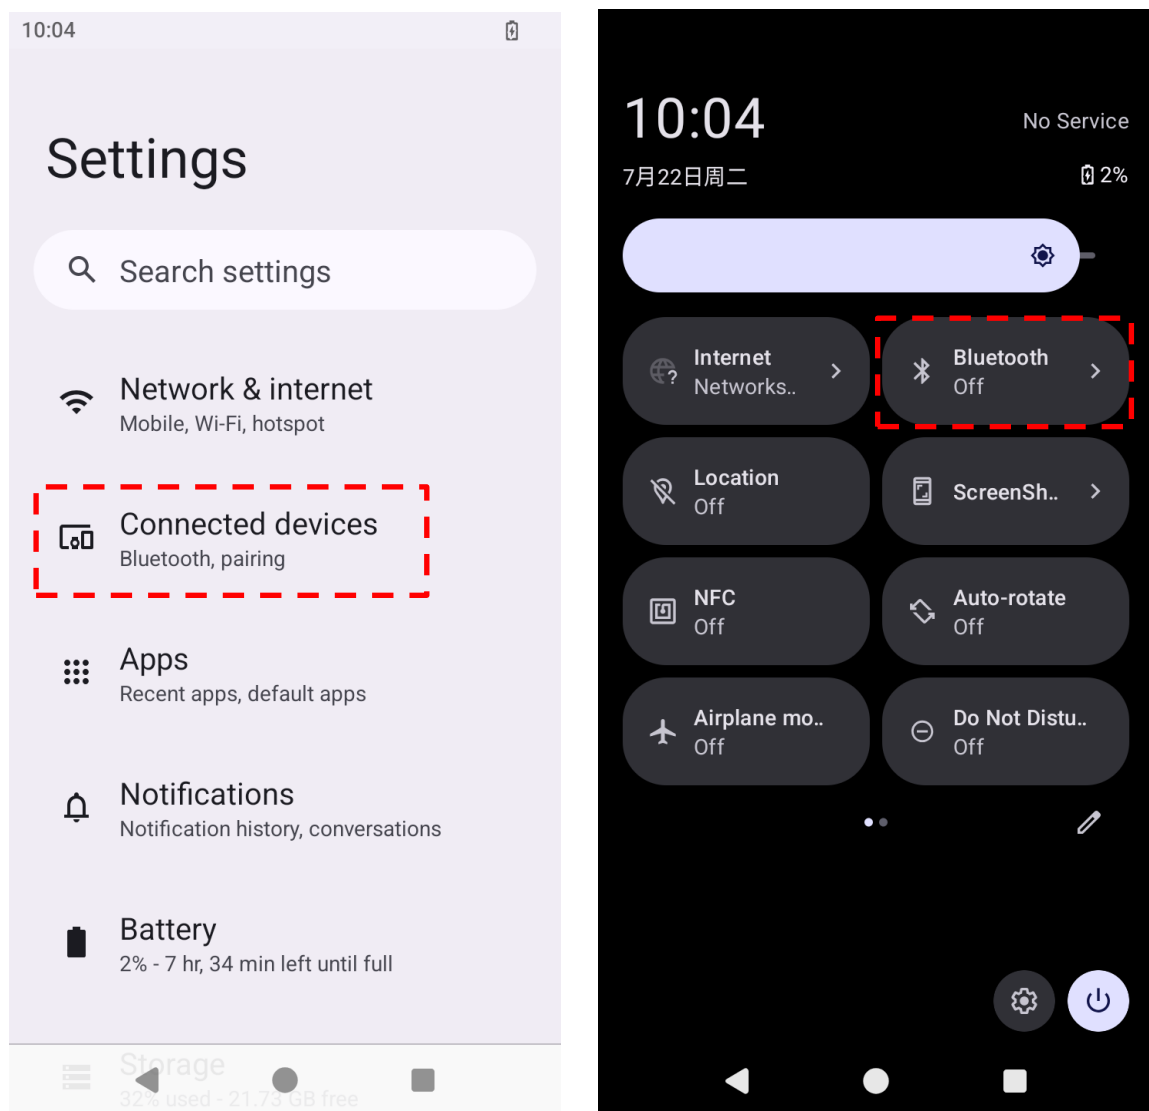 10:04
Settings
Search settings
Network & internet
Mobile, Wi-Fi, hotspot
Connected devices
Bluetooth, pairing
Apps
Recent apps, default apps
Notifications
Notification history, conversations
Battery
2% - 7 hr, 34 min left until full
Storage
32% used - 21.73 GB free
10:04
No Service
7月22日周二
2%
Internet
Networks..
Bluetooth
Off
Location
Off
ScreenSh..
NFC
Off
Auto-rotate
Off
Airplane mo..
Off
Do Not Distu..
Off